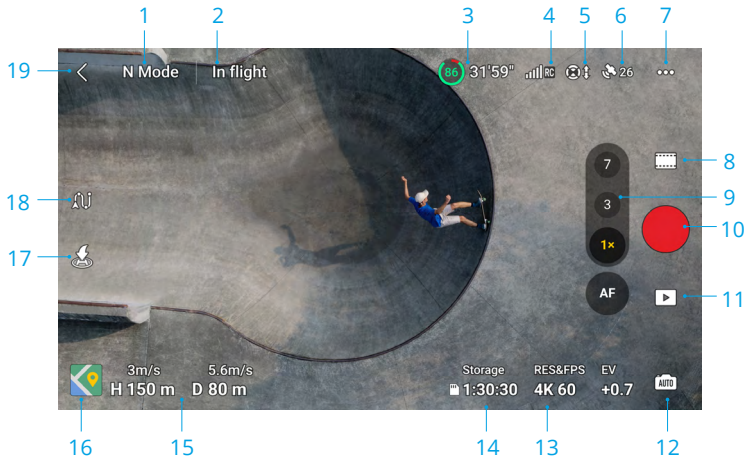 1 2 3 4 5 6 7
19 N Mode In flight 86 31'59" RC 26
7 8
18 3 9
1× 10
17 AF 11
3m/s 5.6m/s Storage RES&FPS EV
H 150 m D 80 m 1:30:30 4K 60 +0.7 AUTO
16 15 14 13 12